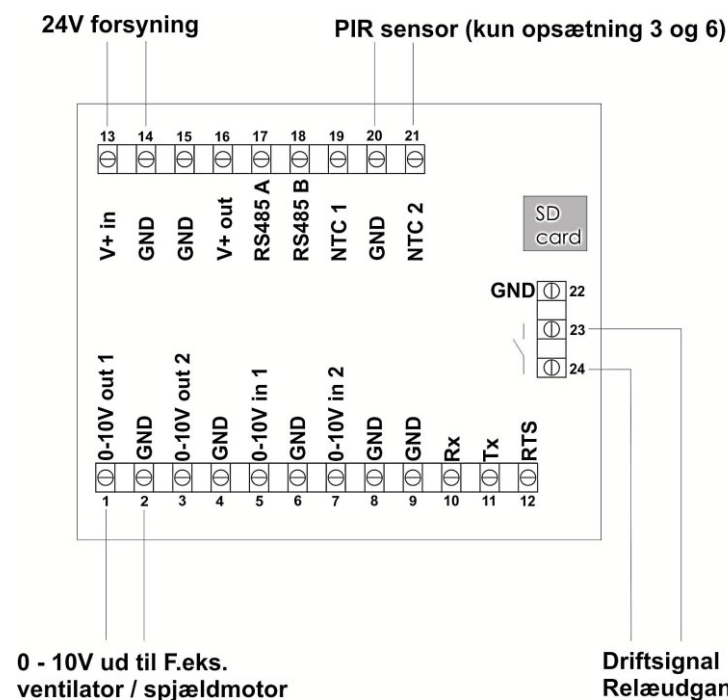 24V forsyning
PIR sensor (kun opsætning 3 og 6)
13 14 15 16 17 18 19 20 21
V+ in
GND
GND
V+ out
RS485 A
RS485 B
NTC 1
GND
NTC 2
SD
card
GND 22
23
24
0-10V out 1
GND
0-10V out 2
GND
0-10V in 1
GND
0-10V in 2
GND
GND
Rx
Tx
RTS
1 2 3 4 5 6 7 8 9 10 11 12
0 - 10V ud til F.eks.
ventilator / spjældmotor
Driftsignal
Relæudgan